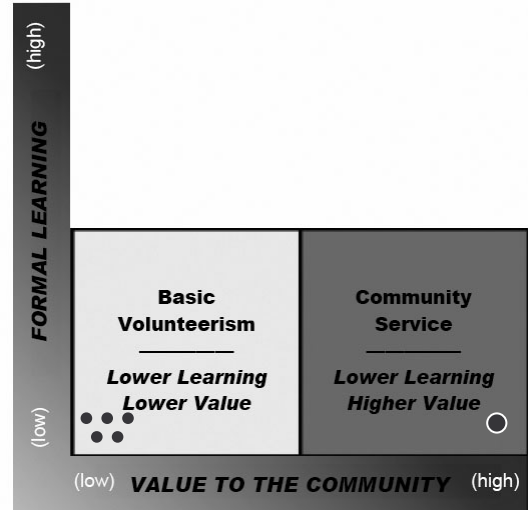 (high)
FORMAL LEARNING
(low)
Basic
Volunteerism
Lower Learning
Lower Value
Community
Service
Lower Learning
Higher Value
(low) VALUE TO THE COMMUNITY (high)